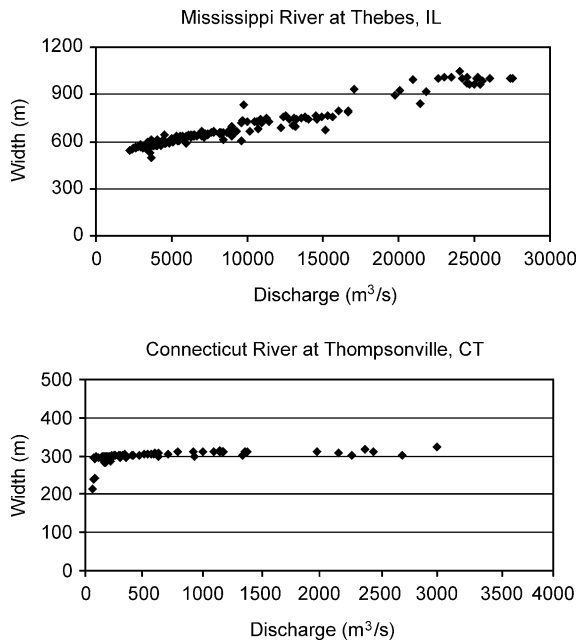 Mississippi River at Thebes, IL
1200
900
600
300
0
Width (m)
0 5000 10000 15000 20000 25000 30000
Discharge (m³/s)
Connecticut River at Thompsonville, CT
500
400
300
200
100
0
Width (m)
0 500 1000 1500 2000 2500 3000 3500 4000
Discharge (m³/s)